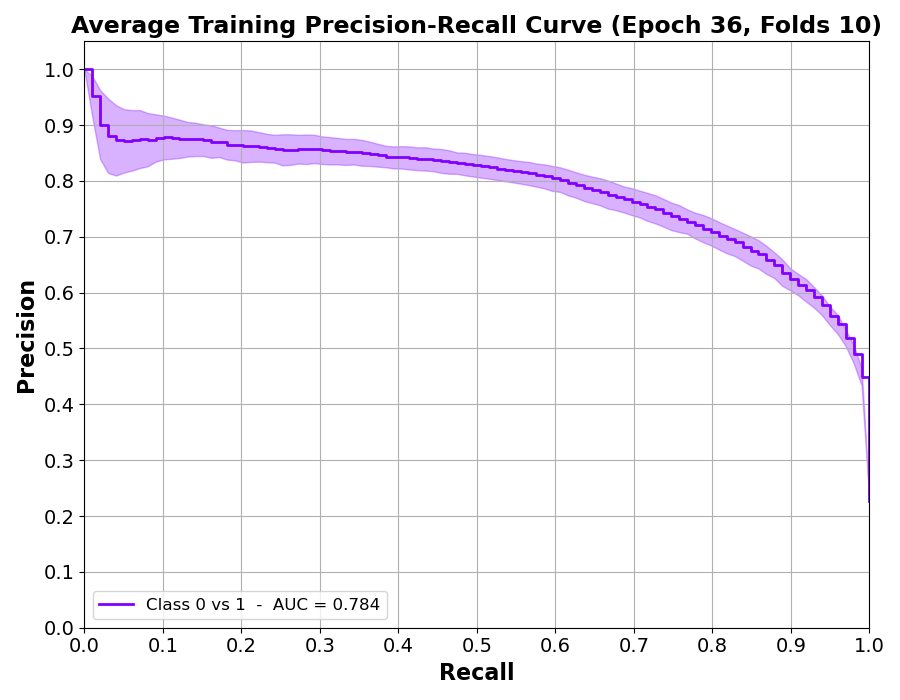 Average Training Precision-Recall Curve (Epoch 36, Folds 10)
Precision
1.0
0.9
0.8
0.7
0.6
0.5
0.4
0.3
0.2
0.1
0.0
Class 0 vs 1 - AUC = 0.784
0.0 0.1 0.2 0.3 0.4 0.5 0.6 0.7 0.8 0.9 1.0
Recall